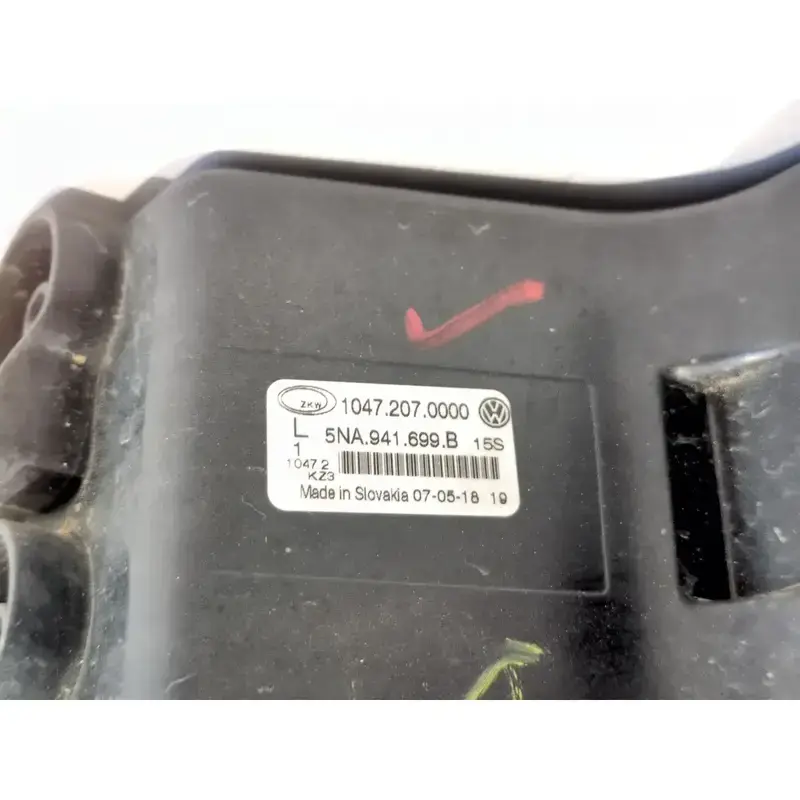 ZKW 1047.207.0000
L 5NA.941.699.B 15S
1
1047.2
KZ3
Made in Slovakia 07-05-18 19